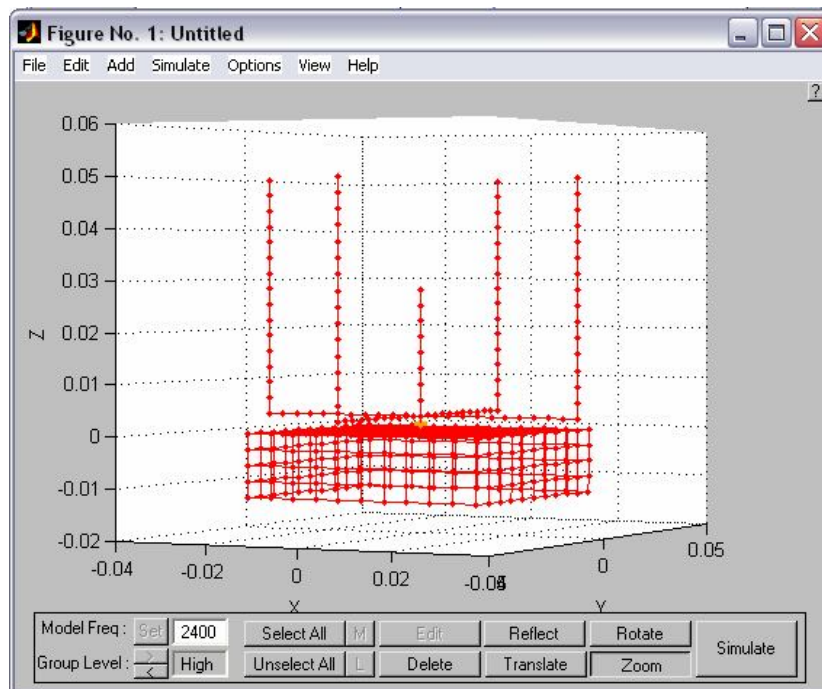 Figure No. 1: Untitled
File Edit Add Simulate Options View Help
?
0.06
0.05
0.04
0.03
0.02
0.01
0
-0.01
-0.02
Z
-0.04 -0.02 0 0.02
0 0.05
X Y
Model Freq : Set 2400 Select All M Edit Reflect Rotate Simulate
Group Level : > < High Unselect All L Delete Translate Zoom